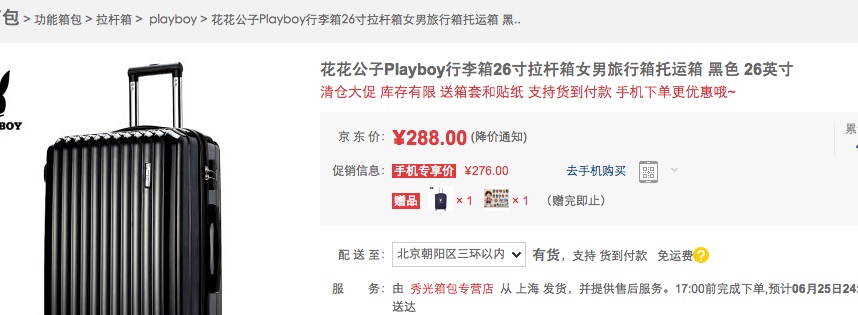 包 > 功能箱包 > 拉杆箱 > playboy > 花花公子Playboy行李箱26寸拉杆箱女男旅行箱托运箱 黑..
花花公子Playboy行李箱26寸拉杆箱女男旅行箱托运箱 黑色 26英寸
清仓大促 库存有限 送箱套和贴纸 支持货到付款 手机下单更优惠哦~
BOY
京 东 价: ¥288.00 (降价通知)
累
促销信息: 手机专享价 ¥276.00 去手机购买
赠品 × 1 × 1 （赠完即止）
配 送 至: 北京朝阳区三环以内 有货，支持 货到付款 免运费 ?
服 务: 由 秀光箱包专营店 从 上海 发货，并提供售后服务。17:00前完成下单,预计06月25日24:
送达